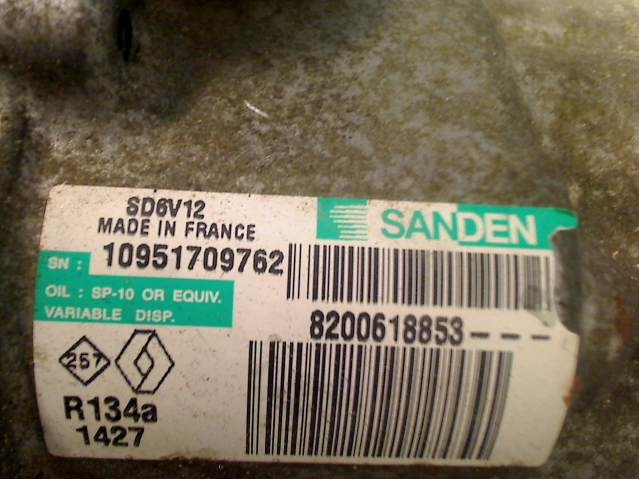 SD6V12
MADE IN FRANCE
SANDEN
SN : 10951709762
OIL : SP-10 OR EQUIV.
VARIABLE DISP.
8200618853---
257
R134a
1427